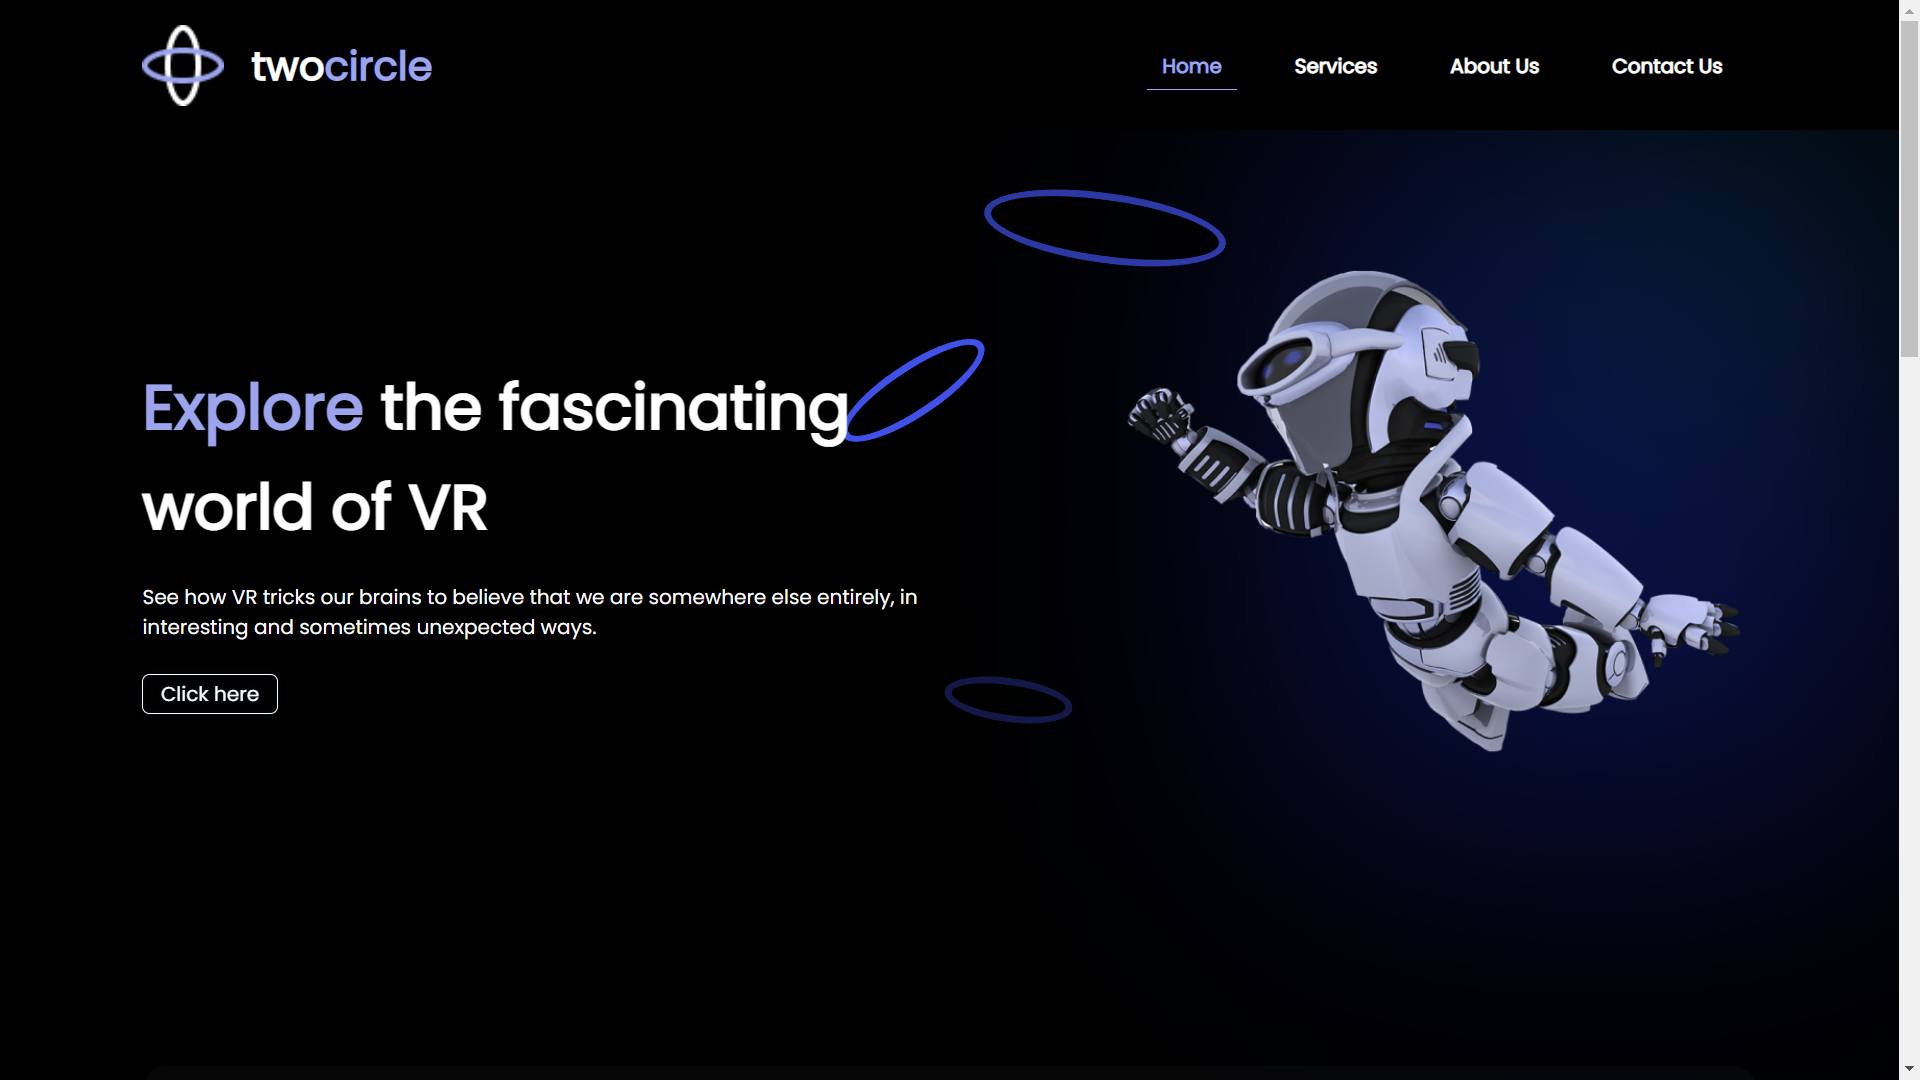 twocircle
Home Services About Us Contact Us
Explore the fascinating
world of VR
See how VR tricks our brains to believe that we are somewhere else entirely, in
interesting and sometimes unexpected ways.
Click here